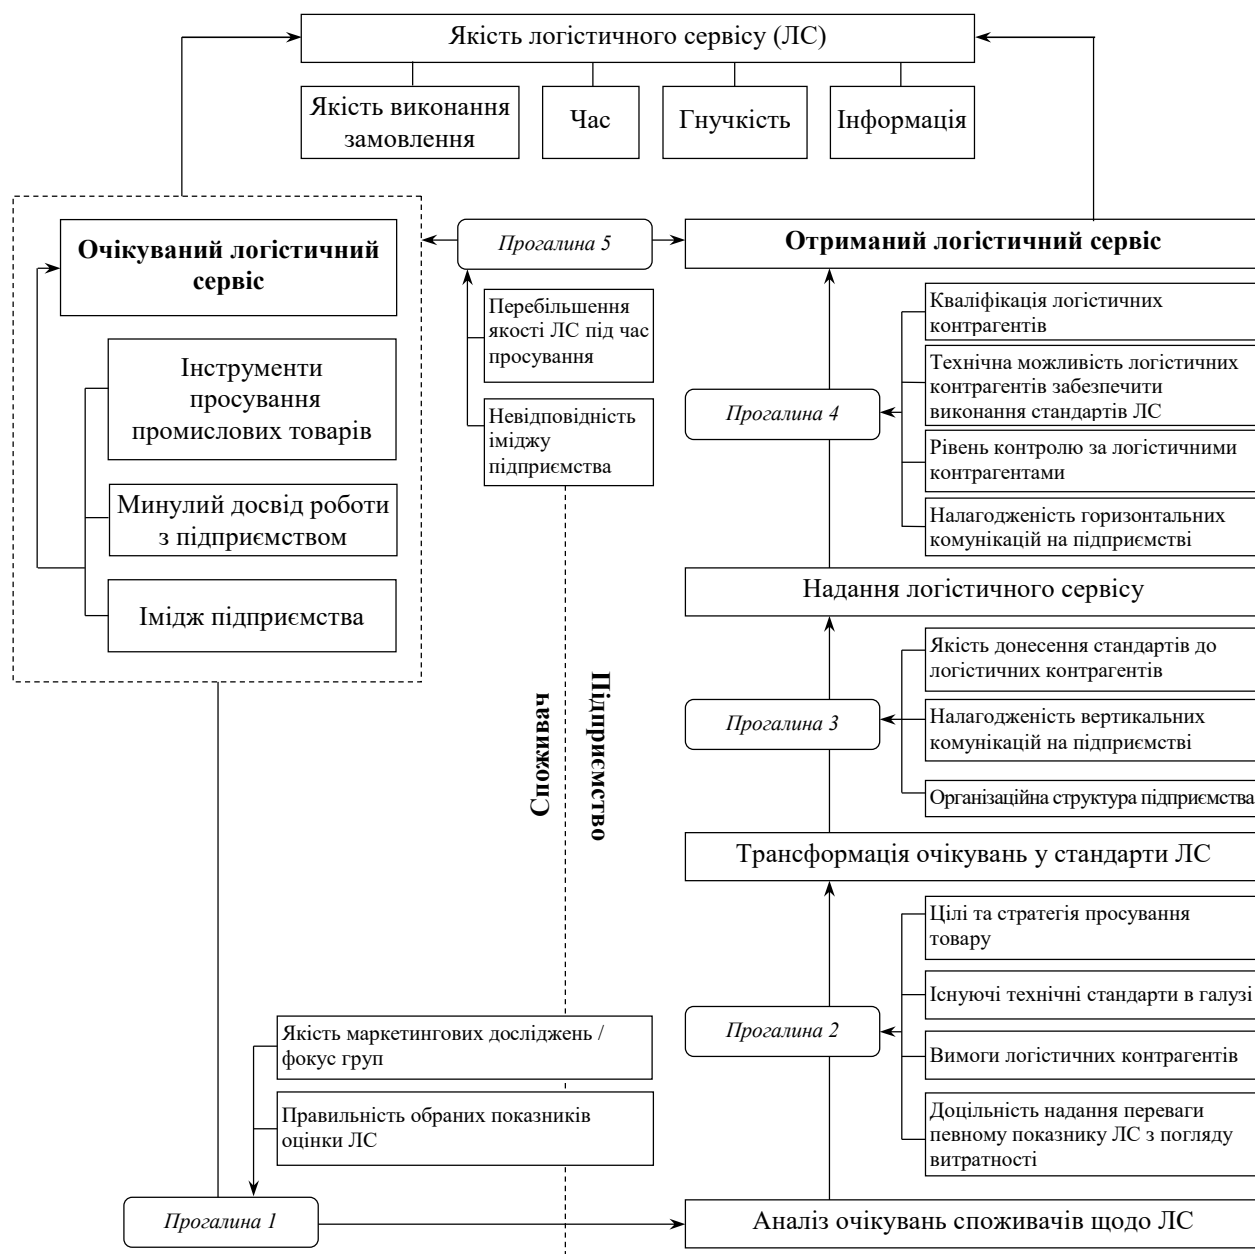 Якість логістичного сервісу (ЛС)
Якість виконання
замовлення
Час
Гнучкість
Інформація
Очікуваний логістичний
сервіс
Інструменти
просування
промислових товарів
Минулий досвід роботи
з підприємством
Імідж підприємства
Прогалина 5
Перебільшення
якості ЛС під час
просування
Невідповідність
іміджу
підприємства
Отриманий логістичний сервіс
Кваліфікація логістичних
контрагентів
Технічна можливість логістичних
контрагентів забезпечити
виконання стандартів ЛС
Прогалина 4
Рівень контролю за логістичними
контрагентами
Налагодженість горизонтальних
комунікацій на підприємстві
Надання логістичного сервісу
Якість донесення стандартів до
логістичних контрагентів
Прогалина 3
Налагодженість вертикальних
комунікацій на підприємстві
Організаційна структура підприємства
Споживач
Підприємство
Трансформація очікувань у стандарти ЛС
Цілі та стратегія просування
товару
Існуючі технічні стандарти в галузі
Прогалина 2
Вимоги логістичних контрагентів
Доцільність надання переваги
певному показнику ЛС з погляду
витратності
Якість маркетингових досліджень /
фокус груп
Правильність обраних показників
оцінки ЛС
Прогалина 1
Аналіз очікувань споживачів щодо ЛС